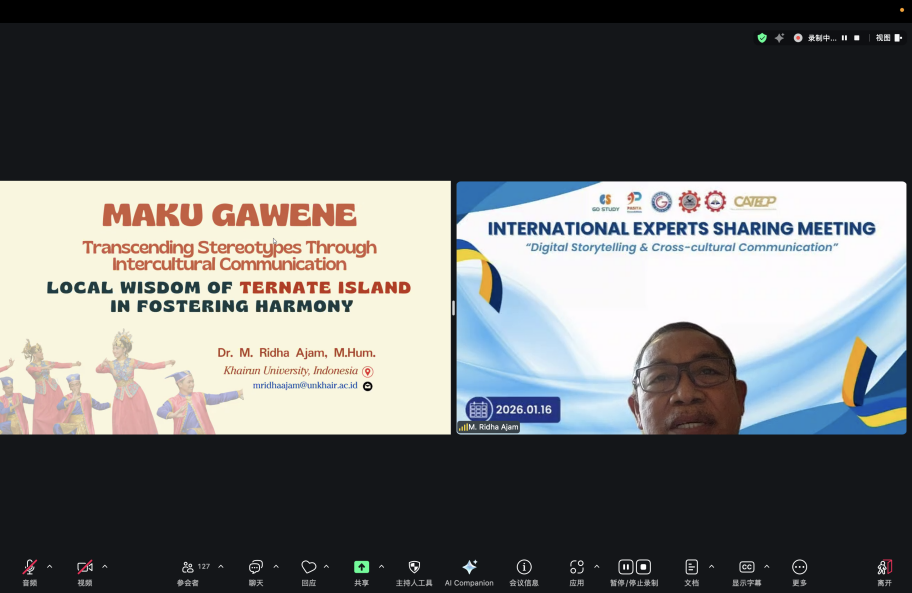 录制中...
视图
MAKU GAWENE
Transcending Stereotypes Through
Intercultural Communication
LOCAL WISDOM OF TERNATE ISLAND
IN FOSTERING HARMONY
Dr. M. Ridha Ajam, M.Hum.
Khairun University, Indonesia
mridhaajam@unkhair.ac.id
GO STUDY
CATECP
INTERNATIONAL EXPERTS SHARING MEETING
“Digital Storytelling & Cross-cultural Communication”
2026.01.16
M. Ridha Ajam
音频
视频
127
参会者
聊天
回应
共享
主持人工具
AI Companion
会议信息
应用
暂停/停止录制
文档
CC
显示字幕
更多
离开